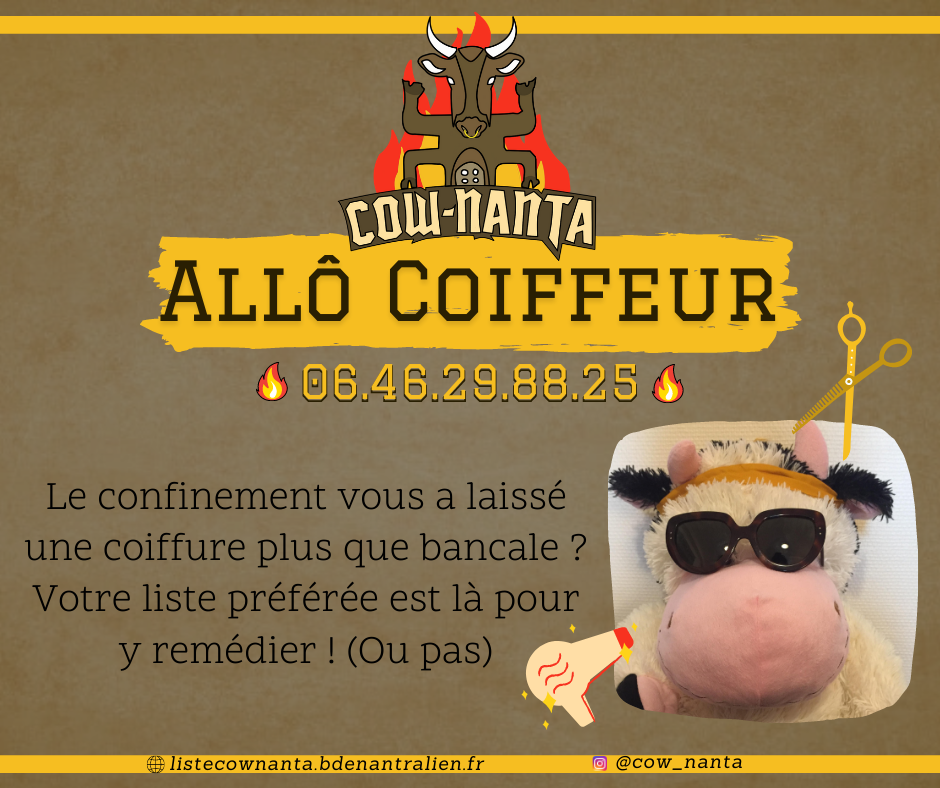 COW-NANTA
ALLÔ COIFFEUR
06.46.29.88.25
Le confinement vous a laissé
une coiffure plus que bancale ?
Votre liste préférée est là pour
y remédier ! (Ou pas)
listecownanta.bdenantralien.fr
@cow_nanta